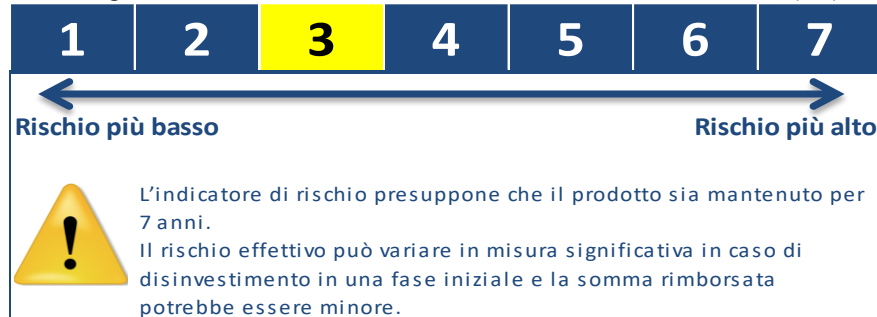 1 2 3 4 5 6 7
Rischio più basso Rischio più alto
L'indicatore di rischio presuppone che il prodotto sia mantenuto per
7 anni.
Il rischio effettivo può variare in misura significativa in caso di
disinvestimento in una fase iniziale e la somma rimborsata
potrebbe essere minore.